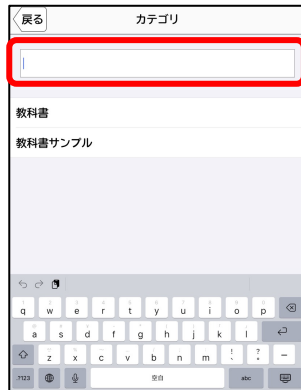 戻る カテゴリ
教科書
教科書サンプル
q w e r t y u i o p
a s d f g h j k l
z x c v b n m ! , ? .
.?123 空白 abc